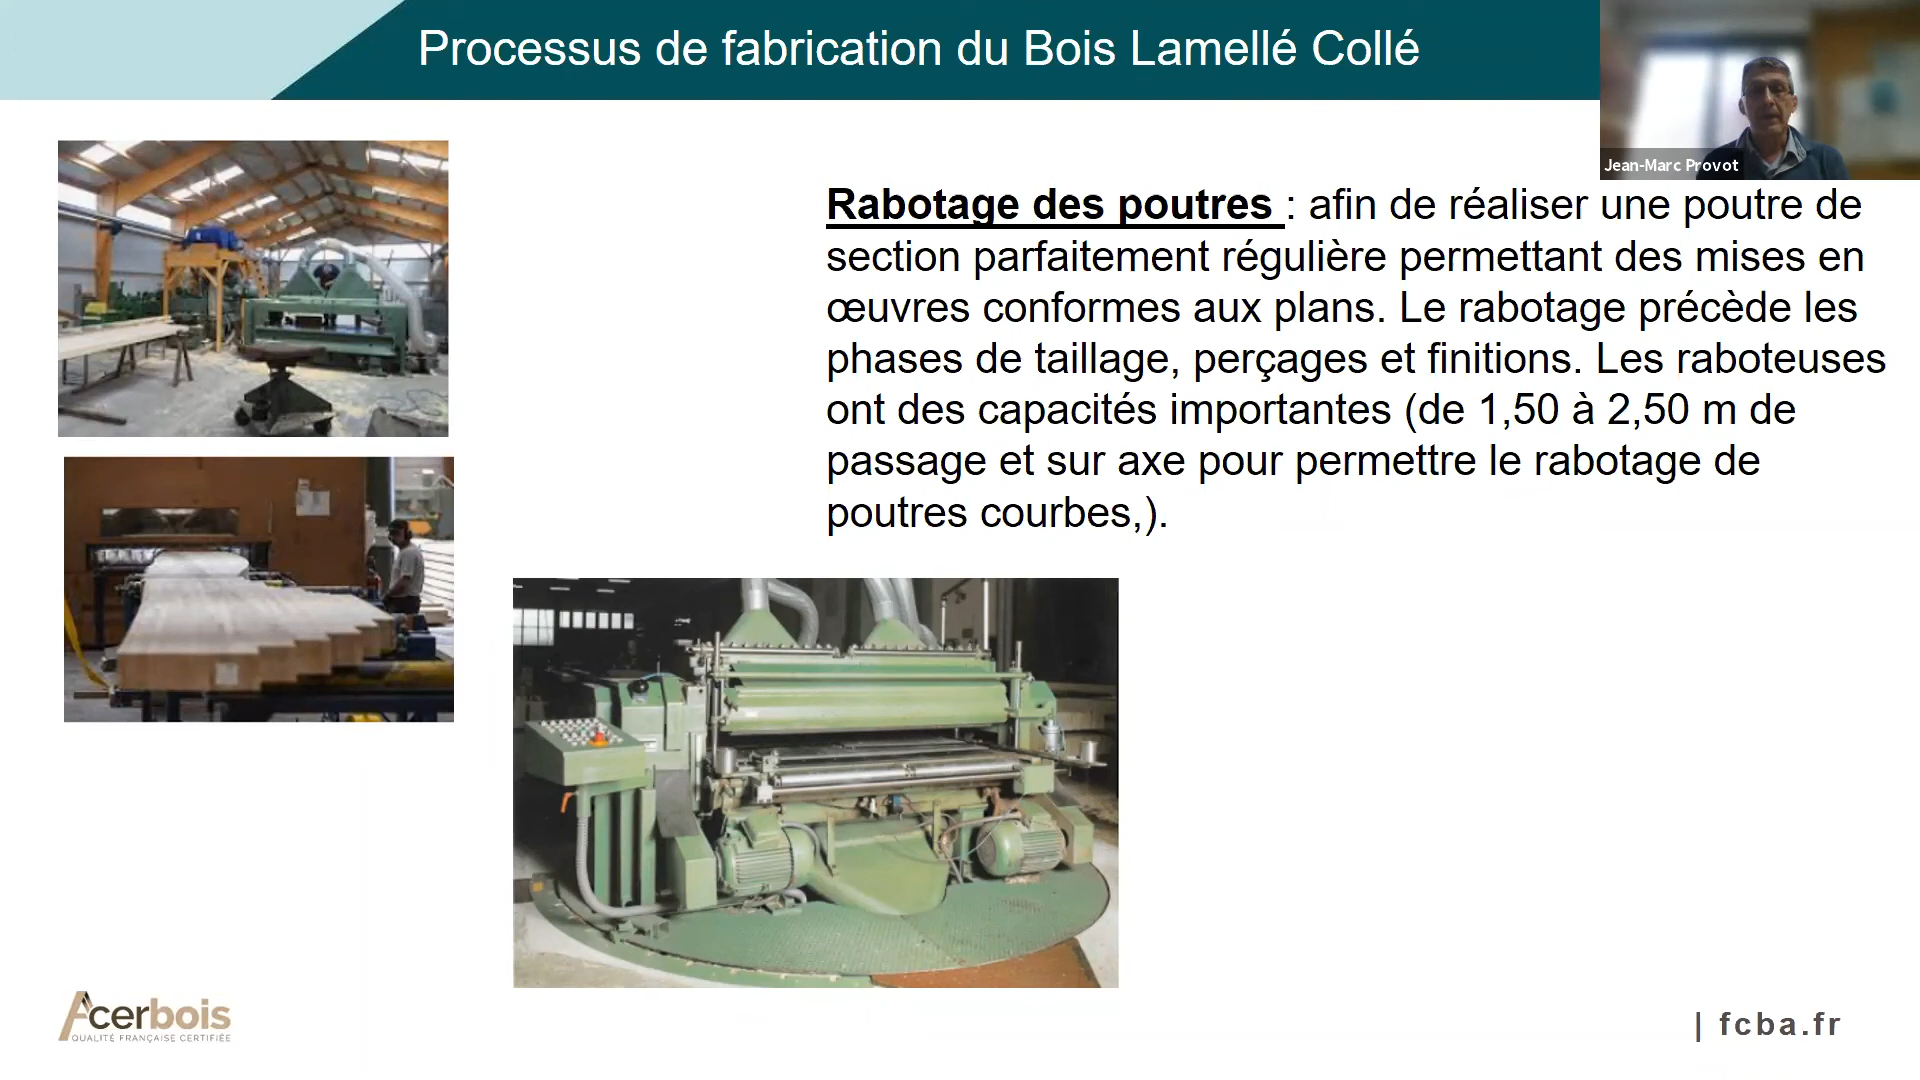 Processus de fabrication du Bois Lamellé Collé
Jean-Marc Provot
Rabotage des poutres : afin de réaliser une poutre de
section parfaitement régulière permettant des mises en
œuvres conformes aux plans. Le rabotage précède les
phases de taillage, perçages et finitions. Les raboteuses
ont des capacités importantes (de 1,50 à 2,50 m de
passage et sur axe pour permettre le rabotage de
poutres courbes,).
Acerbois
QUALITÉ FRANÇAISE CERTIFIÉE
| fcba.fr